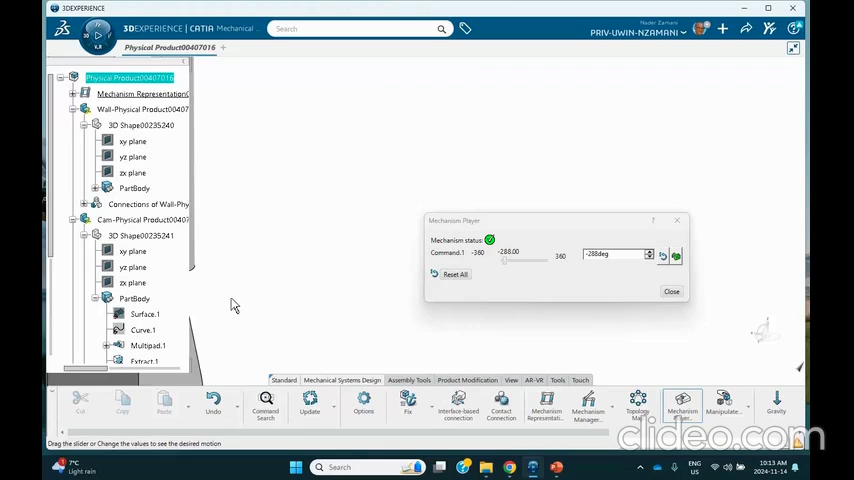 3DEXPERIENCE
3DEXPERIENCE | CATIA Mechanical ...
Search
Nader Zamani
PRIV-UWIN-NZAMANI
3D
V.R
Physical Product00407016
Physical Product00407016
Mechanism Representation0
Wall-Physical Product00407
3D Shape00235240
xy plane
yz plane
zx plane
PartBody
Connections of Wall-Phy
Cam-Physical Product00407
3D Shape00235241
xy plane
yz plane
zx plane
PartBody
Surface.1
Curve.1
Multipad.1
Extract.1
Mechanism Player
Mechanism status:
Command.1 -360 -288.00 360 -288deg
Reset All
Close
Standard Mechanical Systems Design Assembly Tools Product Modification View AR-VR Tools Touch
Cut
Copy
Paste
Undo
Command Search
Update
Options
Fix
Interface-based connection
Contact Connection
Mechanism Representati...
Mechanism Manager...
Topology Ma...
Mechanism Player
Manipulate...
Gravity
Drag the slider or Change the values to see the desired motion
clideo.com
1
7°C
Light rain
Search
ENG
US
10:13 AM
2024-11-14